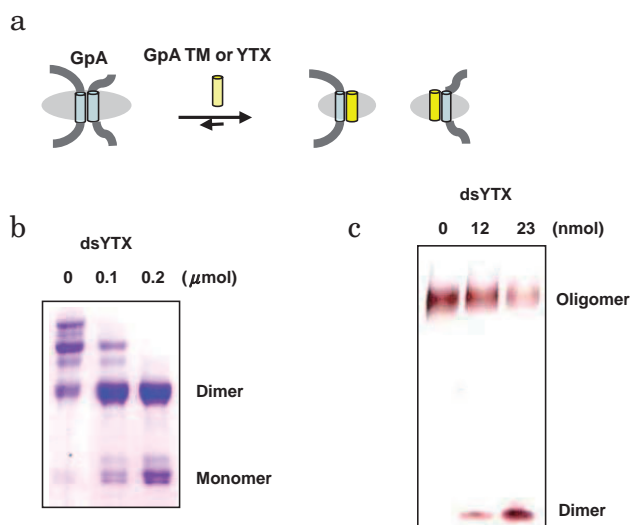 a
GpA GpA TM or YTX
b
dsYTX
0 0.1 0.2 (μmol)
Dimer
Monomer
c
dsYTX
0 12 23 (nmol)
Oligomer
Dimer